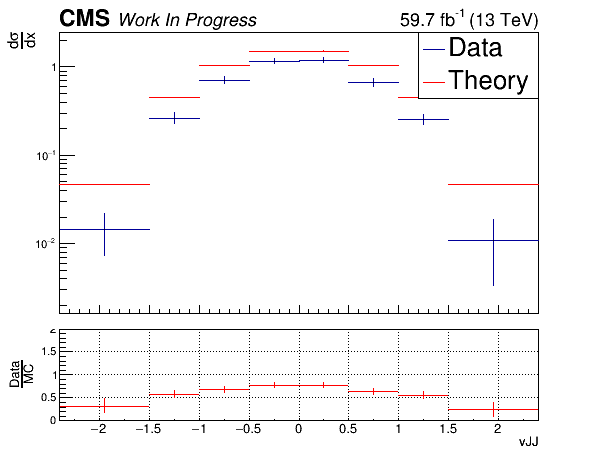 CMS Work In Progress 59.7 fb⁻¹ (13 TeV)
dσ
dx
Data
Theory
1
10⁻¹
10⁻²
Data
MC
2
1.5
1
0.5
0
−2 −1.5 −1 −0.5 0 0.5 1 1.5 2
vJJ